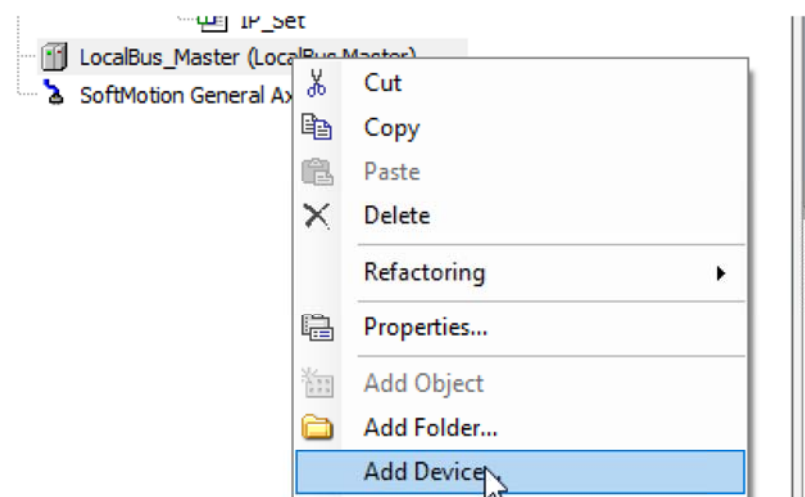 IP_Set
LocalBus_Master (LocalBus Master)
SoftMotion General Ax
Cut
Copy
Paste
Delete
Refactoring
Properties...
Add Object
Add Folder...
Add Device...